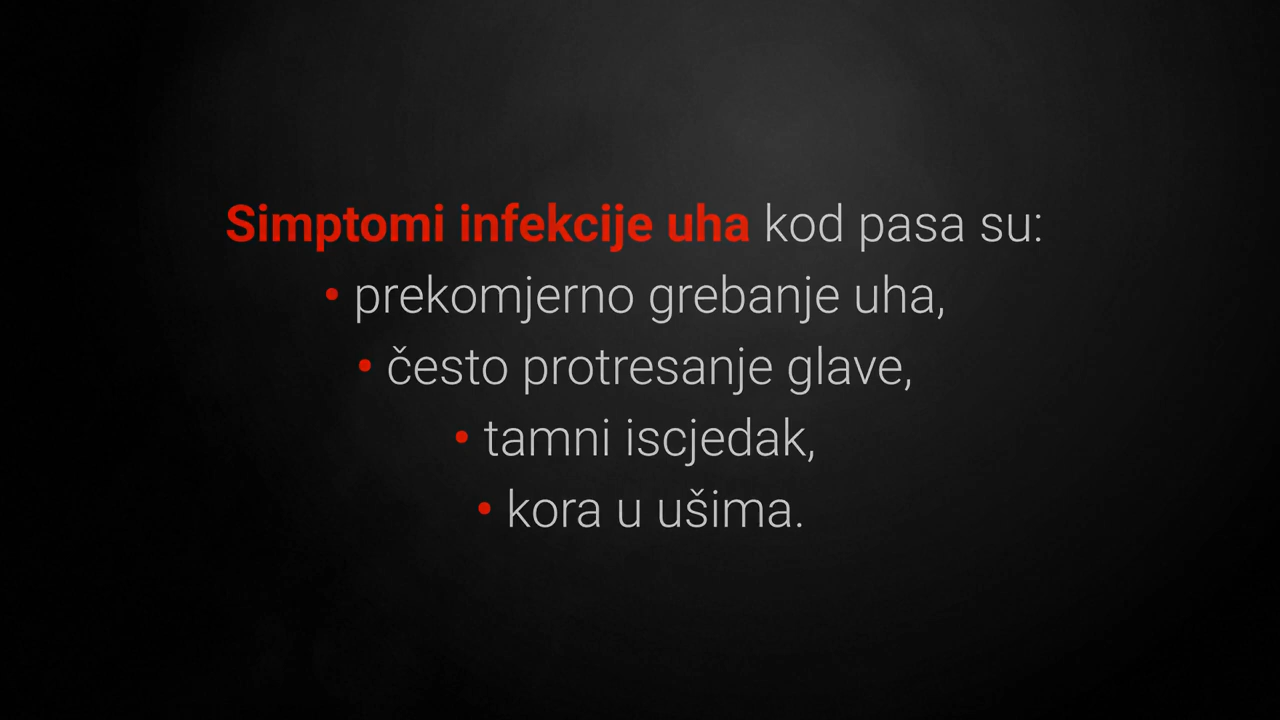 Simptomi infekcije uha kod pasa su:
• prekomjerno grebanje uha,
• često protresanje glave,
• tamni iscjedak,
• kora u ušima.